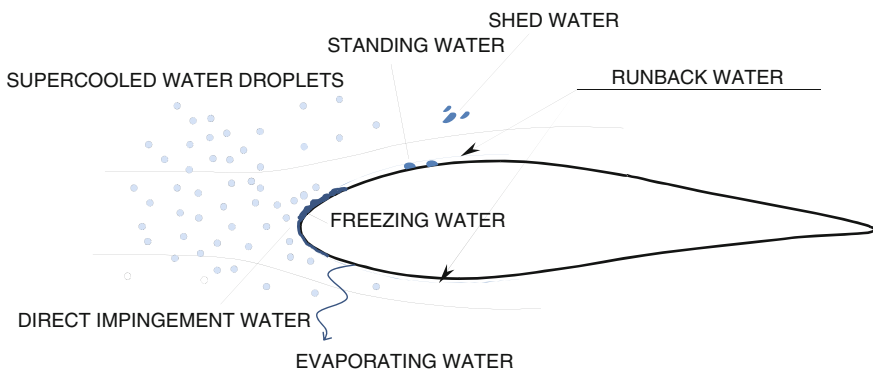 SHED WATER
STANDING WATER
RUNBACK WATER
SUPERCOOLED WATER DROPLETS
FREEZING WATER
DIRECT IMPINGEMENT WATER
EVAPORATING WATER